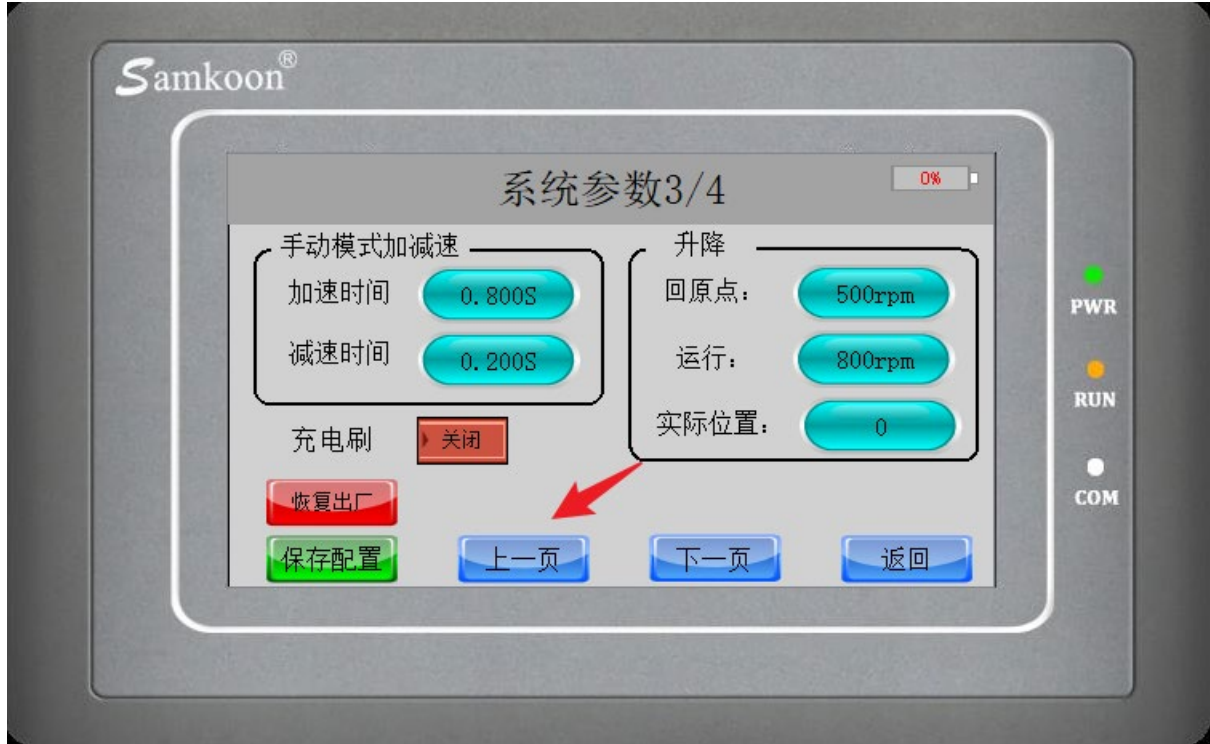 Samkoon®
系统参数3/4
0%
手动模式加减速
加速时间 0.800S
减速时间 0.200S
升降
回原点: 500rpm
运行: 800rpm
实际位置: 0
充电刷 关闭
恢复出厂
保存配置 上一页 下一页 返回
PWR
RUN
COM